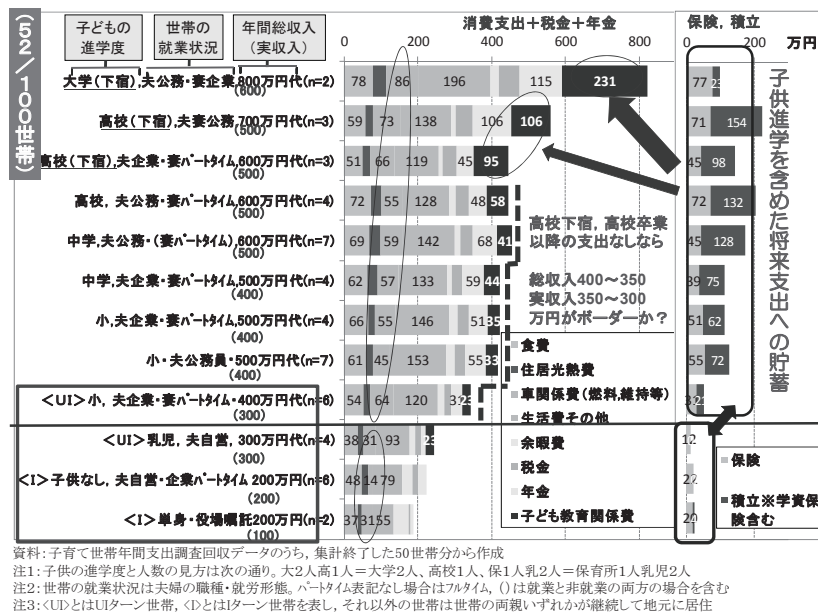 (52/100世帯)
子どもの進学度
世帯の就業状況
年間総収入(実収入)
消費支出＋税金＋年金
保険，積立
0 200 400 600 800
0 200 万円
大学(下宿),夫公務・妻企業,800万円代(n=2)
(600)
78 86 196 115 231
77 23
高校(下宿),夫妻公務,700万円代(n=3)
(500)
59 73 138 106 106
71 154
高校(下宿),夫企業・妻パートタイム,600万円代(n=3)
(500)
51 66 119 45 95
45 98
高校，夫公務・妻パートタイム,600万円代(n=4)
(500)
72 55 128 48 58
72 132
中学,夫公務・(妻パートタイム),600万円代(n=7)
(500)
69 59 142 68 41
45 128
中学,夫企業・妻パートタイム,500万円代(n=4)
(400)
62 57 133 59 44
39 75
小,夫企業・妻パートタイム,500万円代(n=4)
(400)
66 55 146 51 35
51 62
小・夫公務員・500万円代(n=7)
(400)
61 45 153 55 33
55 72
<UI>小，夫企業・妻パートタイム・400万円代(n=6)
(300)
54 64 120 31 23
<UI>乳児，夫自営，300万円代(n=4)
(300)
38 31 93 23
12
<I>子供なし，夫自営・企業パートタイム 200万円(n=6)
(200)
48 14 79
22
<I>単身・役場嘱託200万円(n=2)
(100)
37 31 55
20
高校下宿，高校卒業
以降の支出なしなら
総収入400～350
実収入350～300
万円がボーダーか？
食費
住居光熱費
車関係費(燃料,維持等)
生活費その他
余暇費
税金
年金
子ども教育関係費
保険
積立※学資保険含む
子供進学を含めた将来支出への貯蓄
資料：子育て世帯年間支出調査回収データのうち，集計終了した50世帯分から作成
注1：子供の進学度と人数の見方は次の通り。大2人高1人＝大学2人、高校1人、保1人乳2人＝保育所1人乳児2人
注2：世帯の就業状況は夫婦の職種・就労形態。パートタイム表記なし場合はフルタイム，()は就業と非就業の両方の場合を含む
注3：<UI>とはUIターン世帯，<I>とはIターン世帯を表し，それ以外の世帯は世帯の両親いずれかが継続して地元に居住